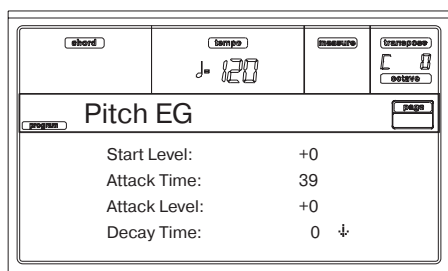 chord tempo measure transpose
♩= 120 C 0
octave
Pitch EG page
program
Start Level: +0
Attack Time: 39
Attack Level: +0
Decay Time: 0